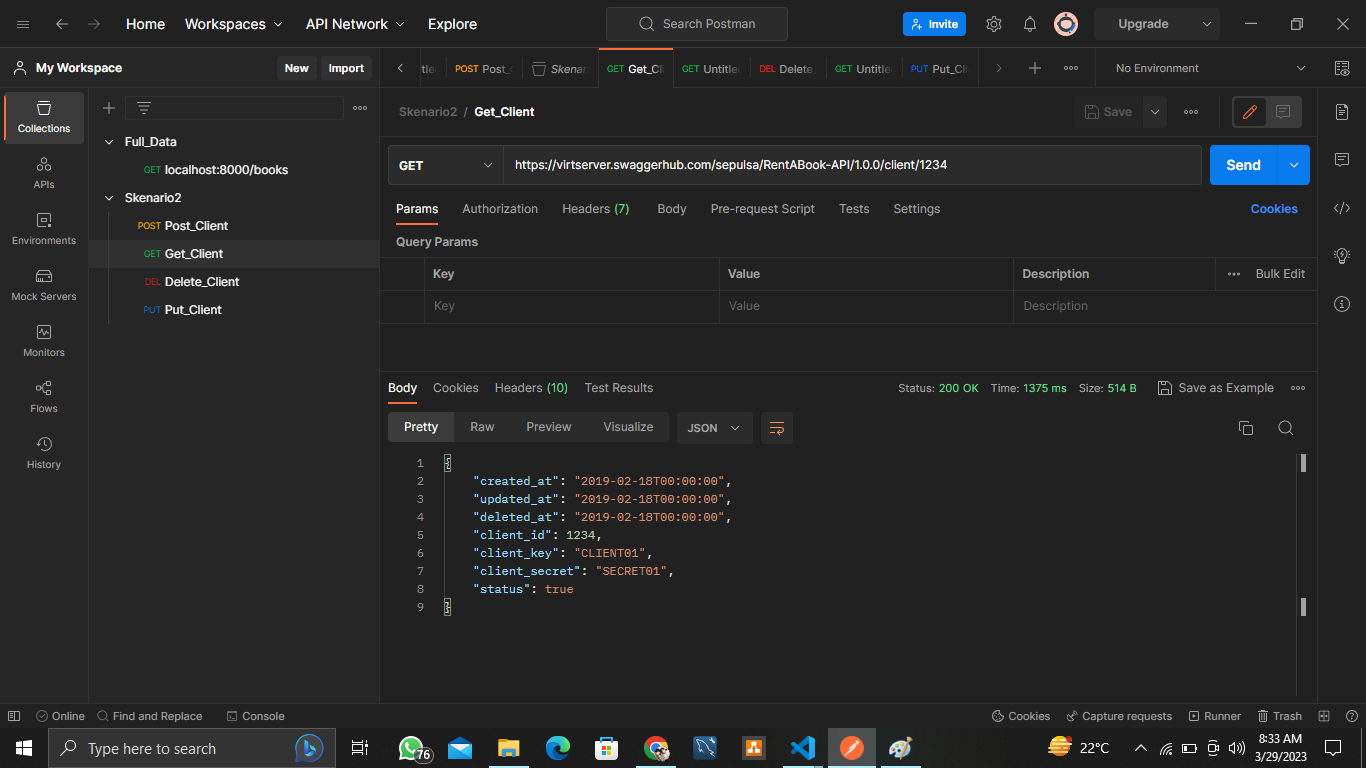 Home Workspaces API Network Explore Search Postman Invite Upgrade
My Workspace New Import
POST Post_ Skenar GET Get_Cli GET Untitle DEL Delete_ GET Untitle PUT Put_Cli No Environment
Collections
APIs
Environments
Mock Servers
Monitors
Flows
History
Full_Data
GET localhost:8000/books
Skenario2
POST Post_Client
GET Get_Client
DEL Delete_Client
PUT Put_Client
Skenario2 / Get_Client Save
GET https://virtserver.swaggerhub.com/sepulsa/RentABook-API/1.0.0/client/1234 Send
Params Authorization Headers (7) Body Pre-request Script Tests Settings Cookies
Query Params
Key Value Description Bulk Edit
Key Value Description
Body Cookies Headers (10) Test Results Status: 200 OK Time: 1375 ms Size: 514 B Save as Example
Pretty Raw Preview Visualize JSON
1 {
2 "created_at": "2019-02-18T00:00:00",
3 "updated_at": "2019-02-18T00:00:00",
4 "deleted_at": "2019-02-18T00:00:00",
5 "client_id": 1234,
6 "client_key": "CLIENT01",
7 "client_secret": "SECRET01",
8 "status": true
9 }
Online Find and Replace Console Cookies Capture requests Runner Trash
Type here to search 76 22°C 8:33 AM
3/29/2023